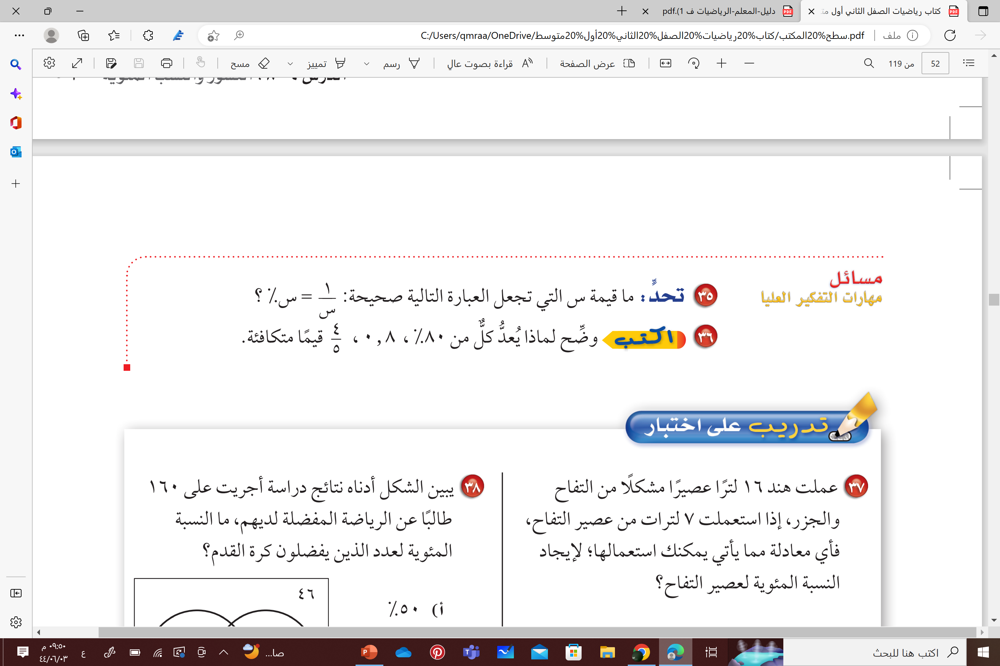 كتاب رياضيات الصفل الثاني أول
دليل-المعلم-الرياضيات ف 1).pdf
ملف
C:/Users/qmraa/OneDrive/سطح%20المكتب/كتاب%20رياضيات%20الصفل%20الثاني%20أول%20متوسط.pdf
52 من 119
عرض الصفحة
قراءة بصوت عالٍ
رسم
تمييز
مسح
مسائل
مهارات التفكير العليا
٣٥ تحدٍّ: ما قيمة س التي تجعل العبارة التالية صحيحة: ١/س = س٪ ؟
٣٦ اكتب وضِّح لماذا يُعدُّ كلٌّ من ٨٠٪ ، ٠,٨ ، ٤/٥ قيمًا متكافئة.
تدريب على اختبار
٣٧ عملت هند ١٦ لترًا عصيرًا مشكلًا من التفاح
والجزر، إذا استعملت ٧ لترات من عصير التفاح،
فأي معادلة مما يأتي يمكنك استعمالها؛ لإيجاد
النسبة المئوية لعصير التفاح؟
٣٨ يبين الشكل أدناه نتائج دراسة أجريت على ١٦٠
طالبًا عن الرياضة المفضلة لديهم، ما النسبة
المئوية لعدد الذين يفضلون كرة القدم؟
أ) ٥٠٪
٤٦
اكتب هنا للبحث
صا...
ع
٠٩:٥٠ م
٤٤/٠٦/٠٣